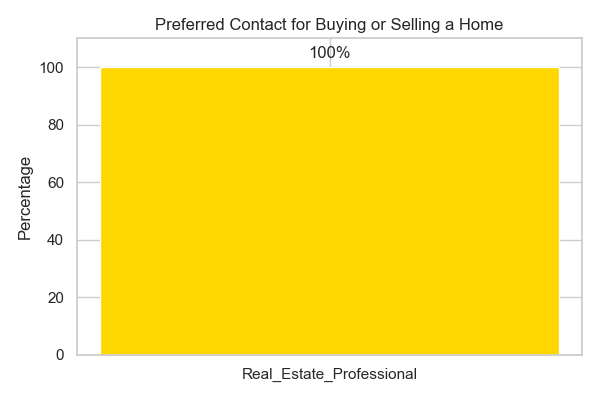 Preferred Contact for Buying or Selling a Home
100%
100
80
60
40
20
0
Percentage
Real_Estate_Professional